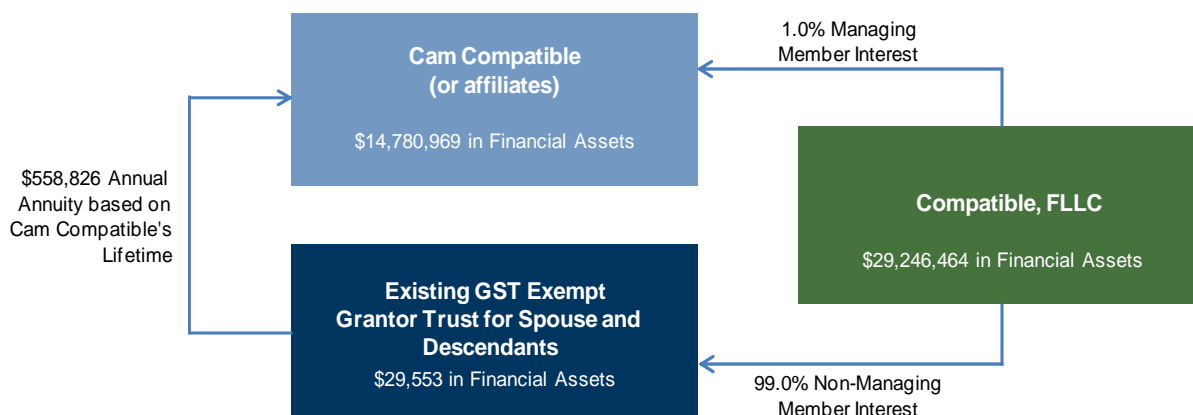 1.0% Managing
Member Interest
Cam Compatible
(or affiliates)
$14,780,969 in Financial Assets
$558,826 Annual
Annuity based on
Cam Compatible's
Lifetime
Compatible, FLLC
$29,246,464 in Financial Assets
Existing GST Exempt
Grantor Trust for Spouse and
Descendants
$29,553 in Financial Assets
99.0% Non-Managing
Member Interest